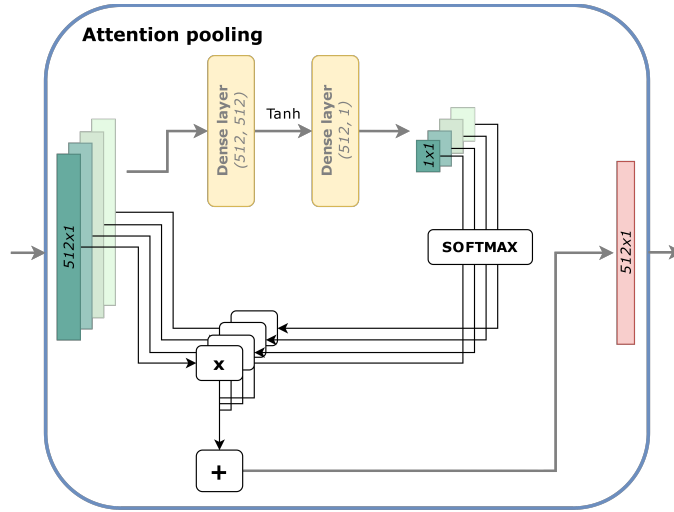 Attention pooling
Dense layer
(512, 512)
Tanh
Dense layer
(512, 1)
1x1
512x1
SOFTMAX
512x1
x
+